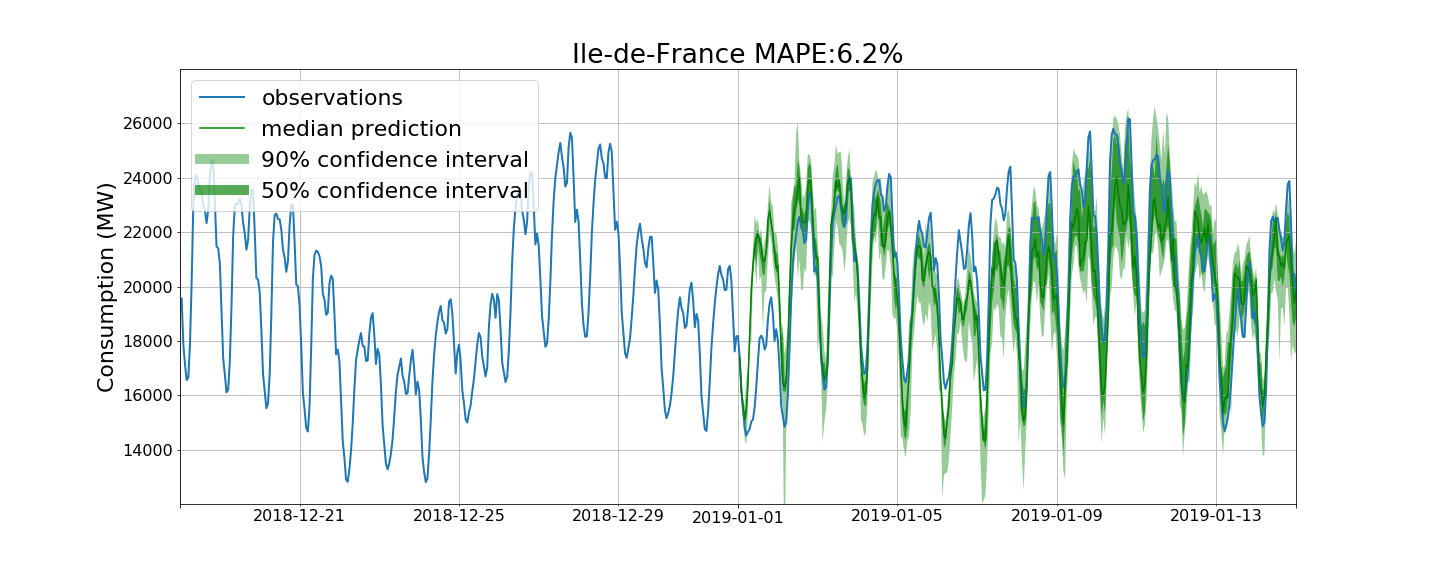 Ile-de-France MAPE:6.2%
observations
median prediction
90% confidence interval
50% confidence interval
Consumption (MW)
26000
24000
22000
20000
18000
16000
14000
2018-12-21 2018-12-25 2018-12-29 2019-01-01 2019-01-05 2019-01-09 2019-01-13